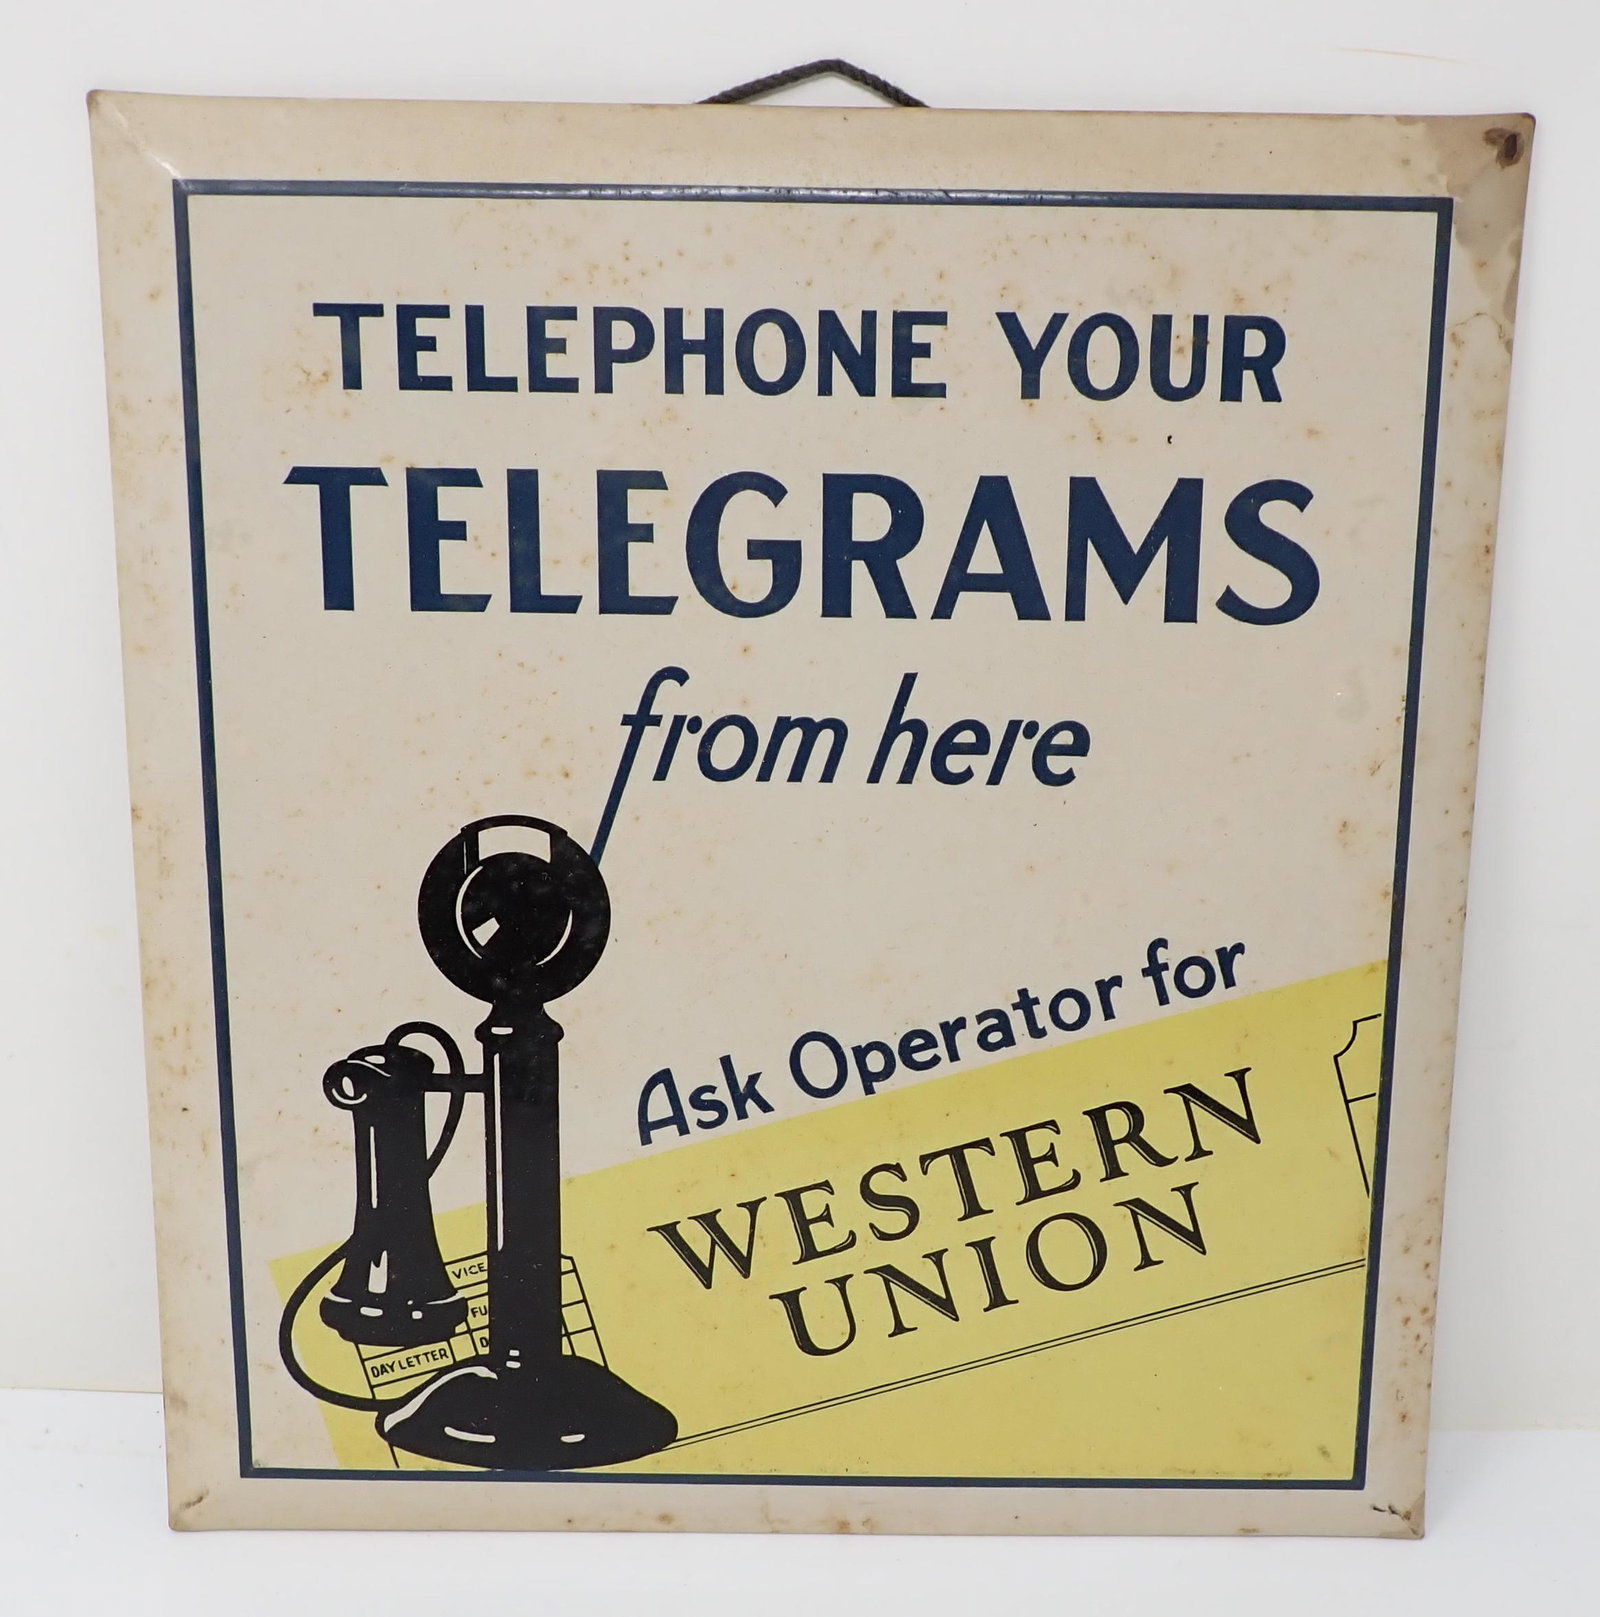 TELEPHONE YOUR
TELEGRAMS
from here
Ask Operator for
WESTERN
UNION
DAY LETTER